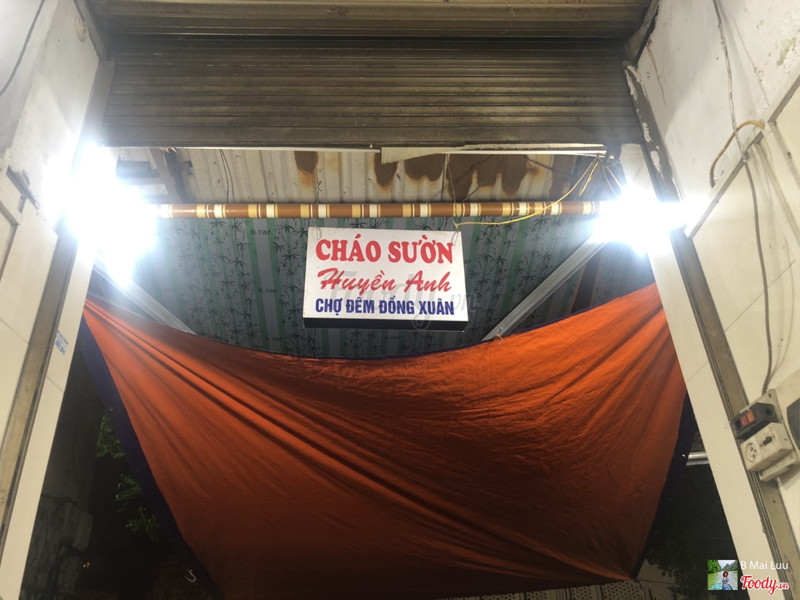 CHÁO SƯỜN
Huyền Anh
CHỢ ĐÊM ĐỒNG XUÂN
B Mai Luu
Foody.vn